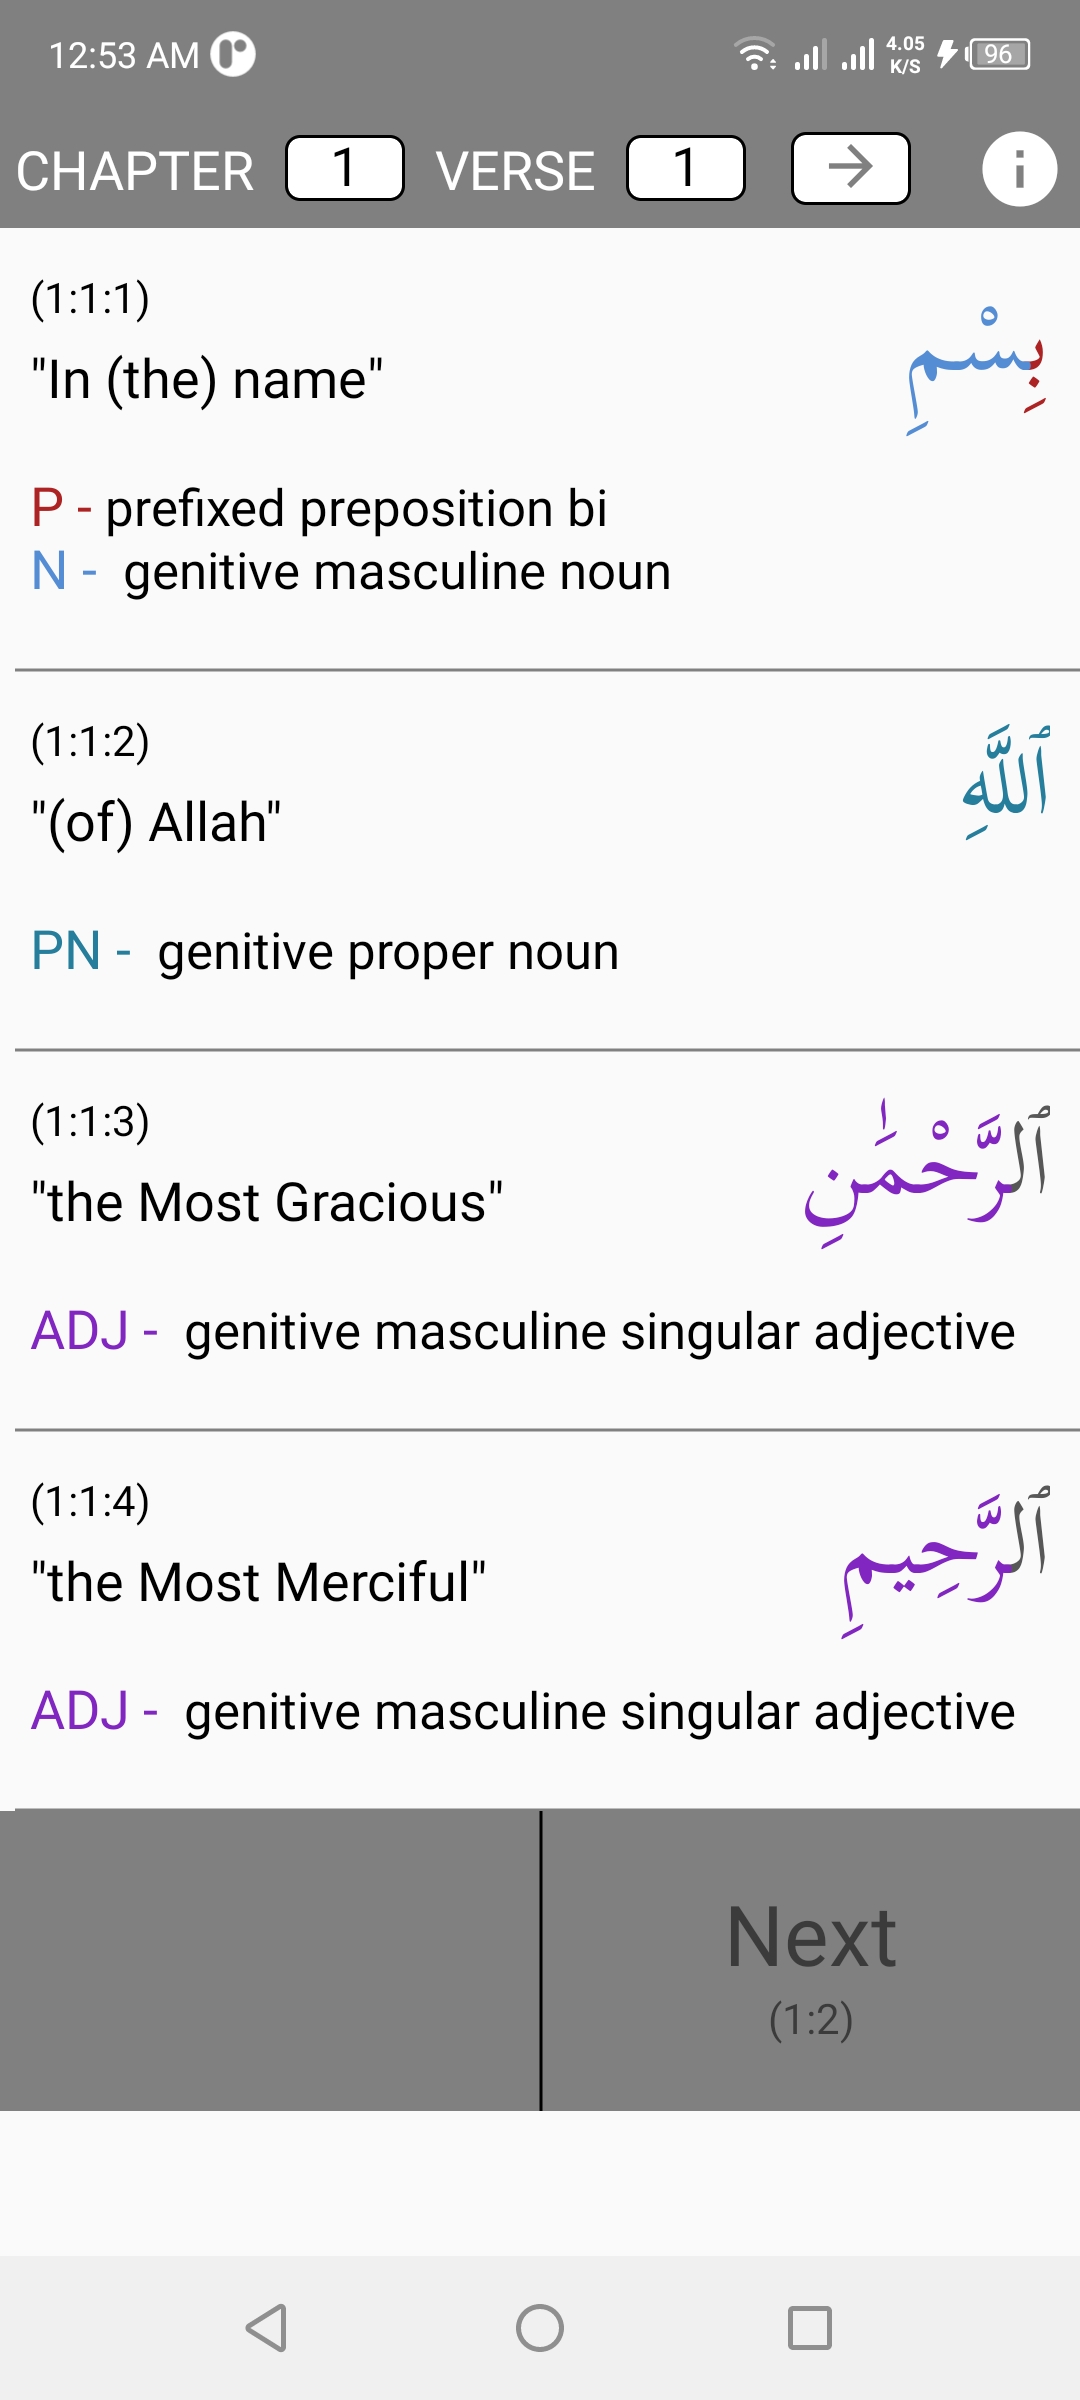 12:53 AM 4.05 K/S 96
CHAPTER 1 VERSE 1 → i
(1:1:1)
بِسْمِ
"In (the) name"
P - prefixed preposition bi
N - genitive masculine noun
(1:1:2)
ٱللَّهِ
"(of) Allah"
PN - genitive proper noun
(1:1:3)
ٱلرَّحْمَٰنِ
"the Most Gracious"
ADJ - genitive masculine singular adjective
(1:1:4)
ٱلرَّحِيمِ
"the Most Merciful"
ADJ - genitive masculine singular adjective
Next
(1:2)